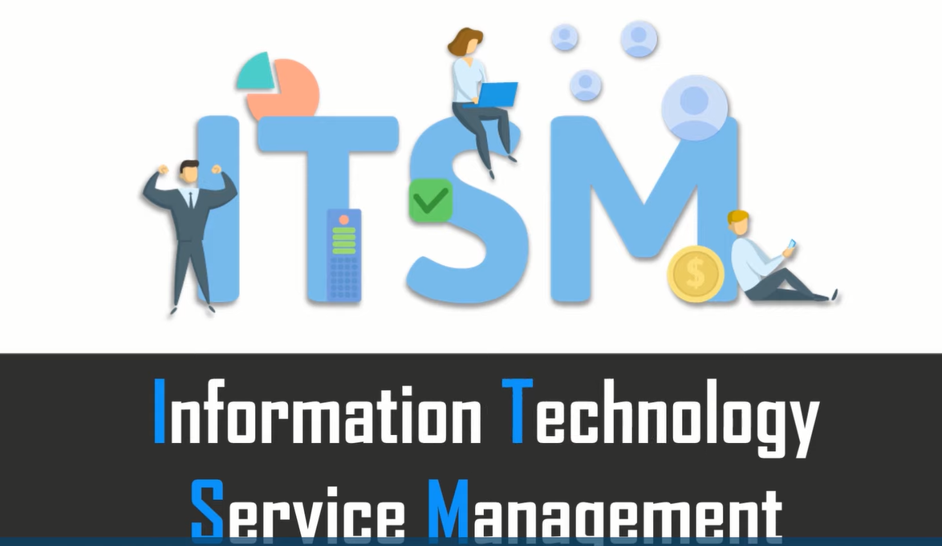 ITSM
$
Information Technology
Service Management